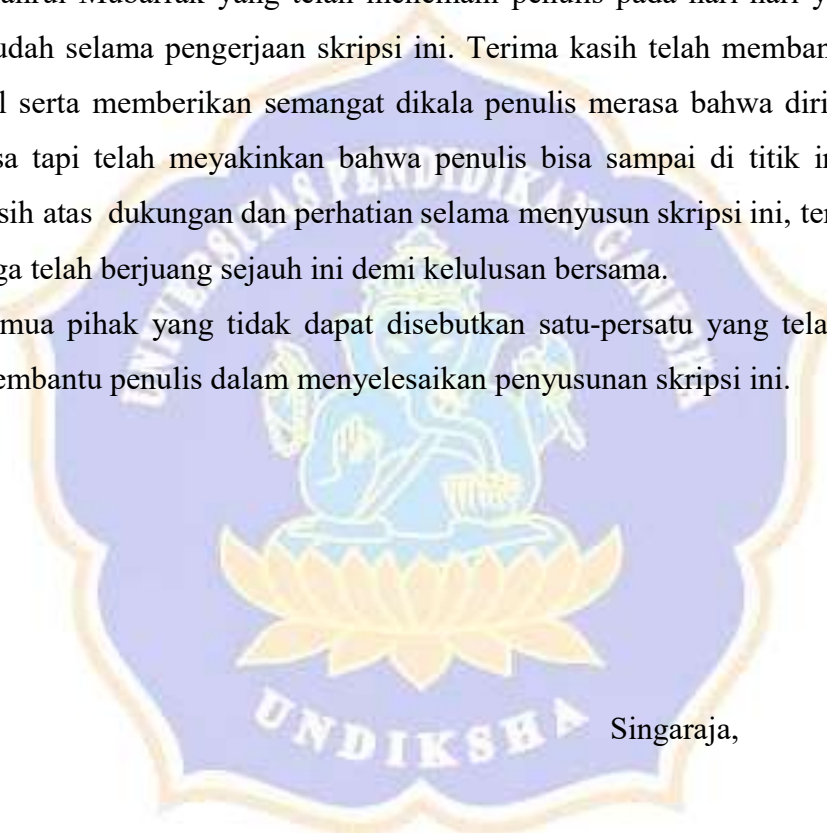 Mubarrak yang telah menemani penulis pada hari-hari y
udah selama pengerjaan skripsi ini. Terima kasih telah memban
l serta memberikan semangat dikala penulis merasa bahwa diri
sa tapi telah meyakinkan bahwa penulis bisa sampai di titik in
sih atas dukungan dan perhatian selama menyusun skripsi ini, ter
ga telah berjuang sejauh ini demi kelulusan bersama.
mua pihak yang tidak dapat disebutkan satu-persatu yang tela
embantu penulis dalam menyelesaikan penyusunan skripsi ini.
UNIVERSITAS PENDIDIKAN GANESHA
UNDIKSHA
Singaraja,